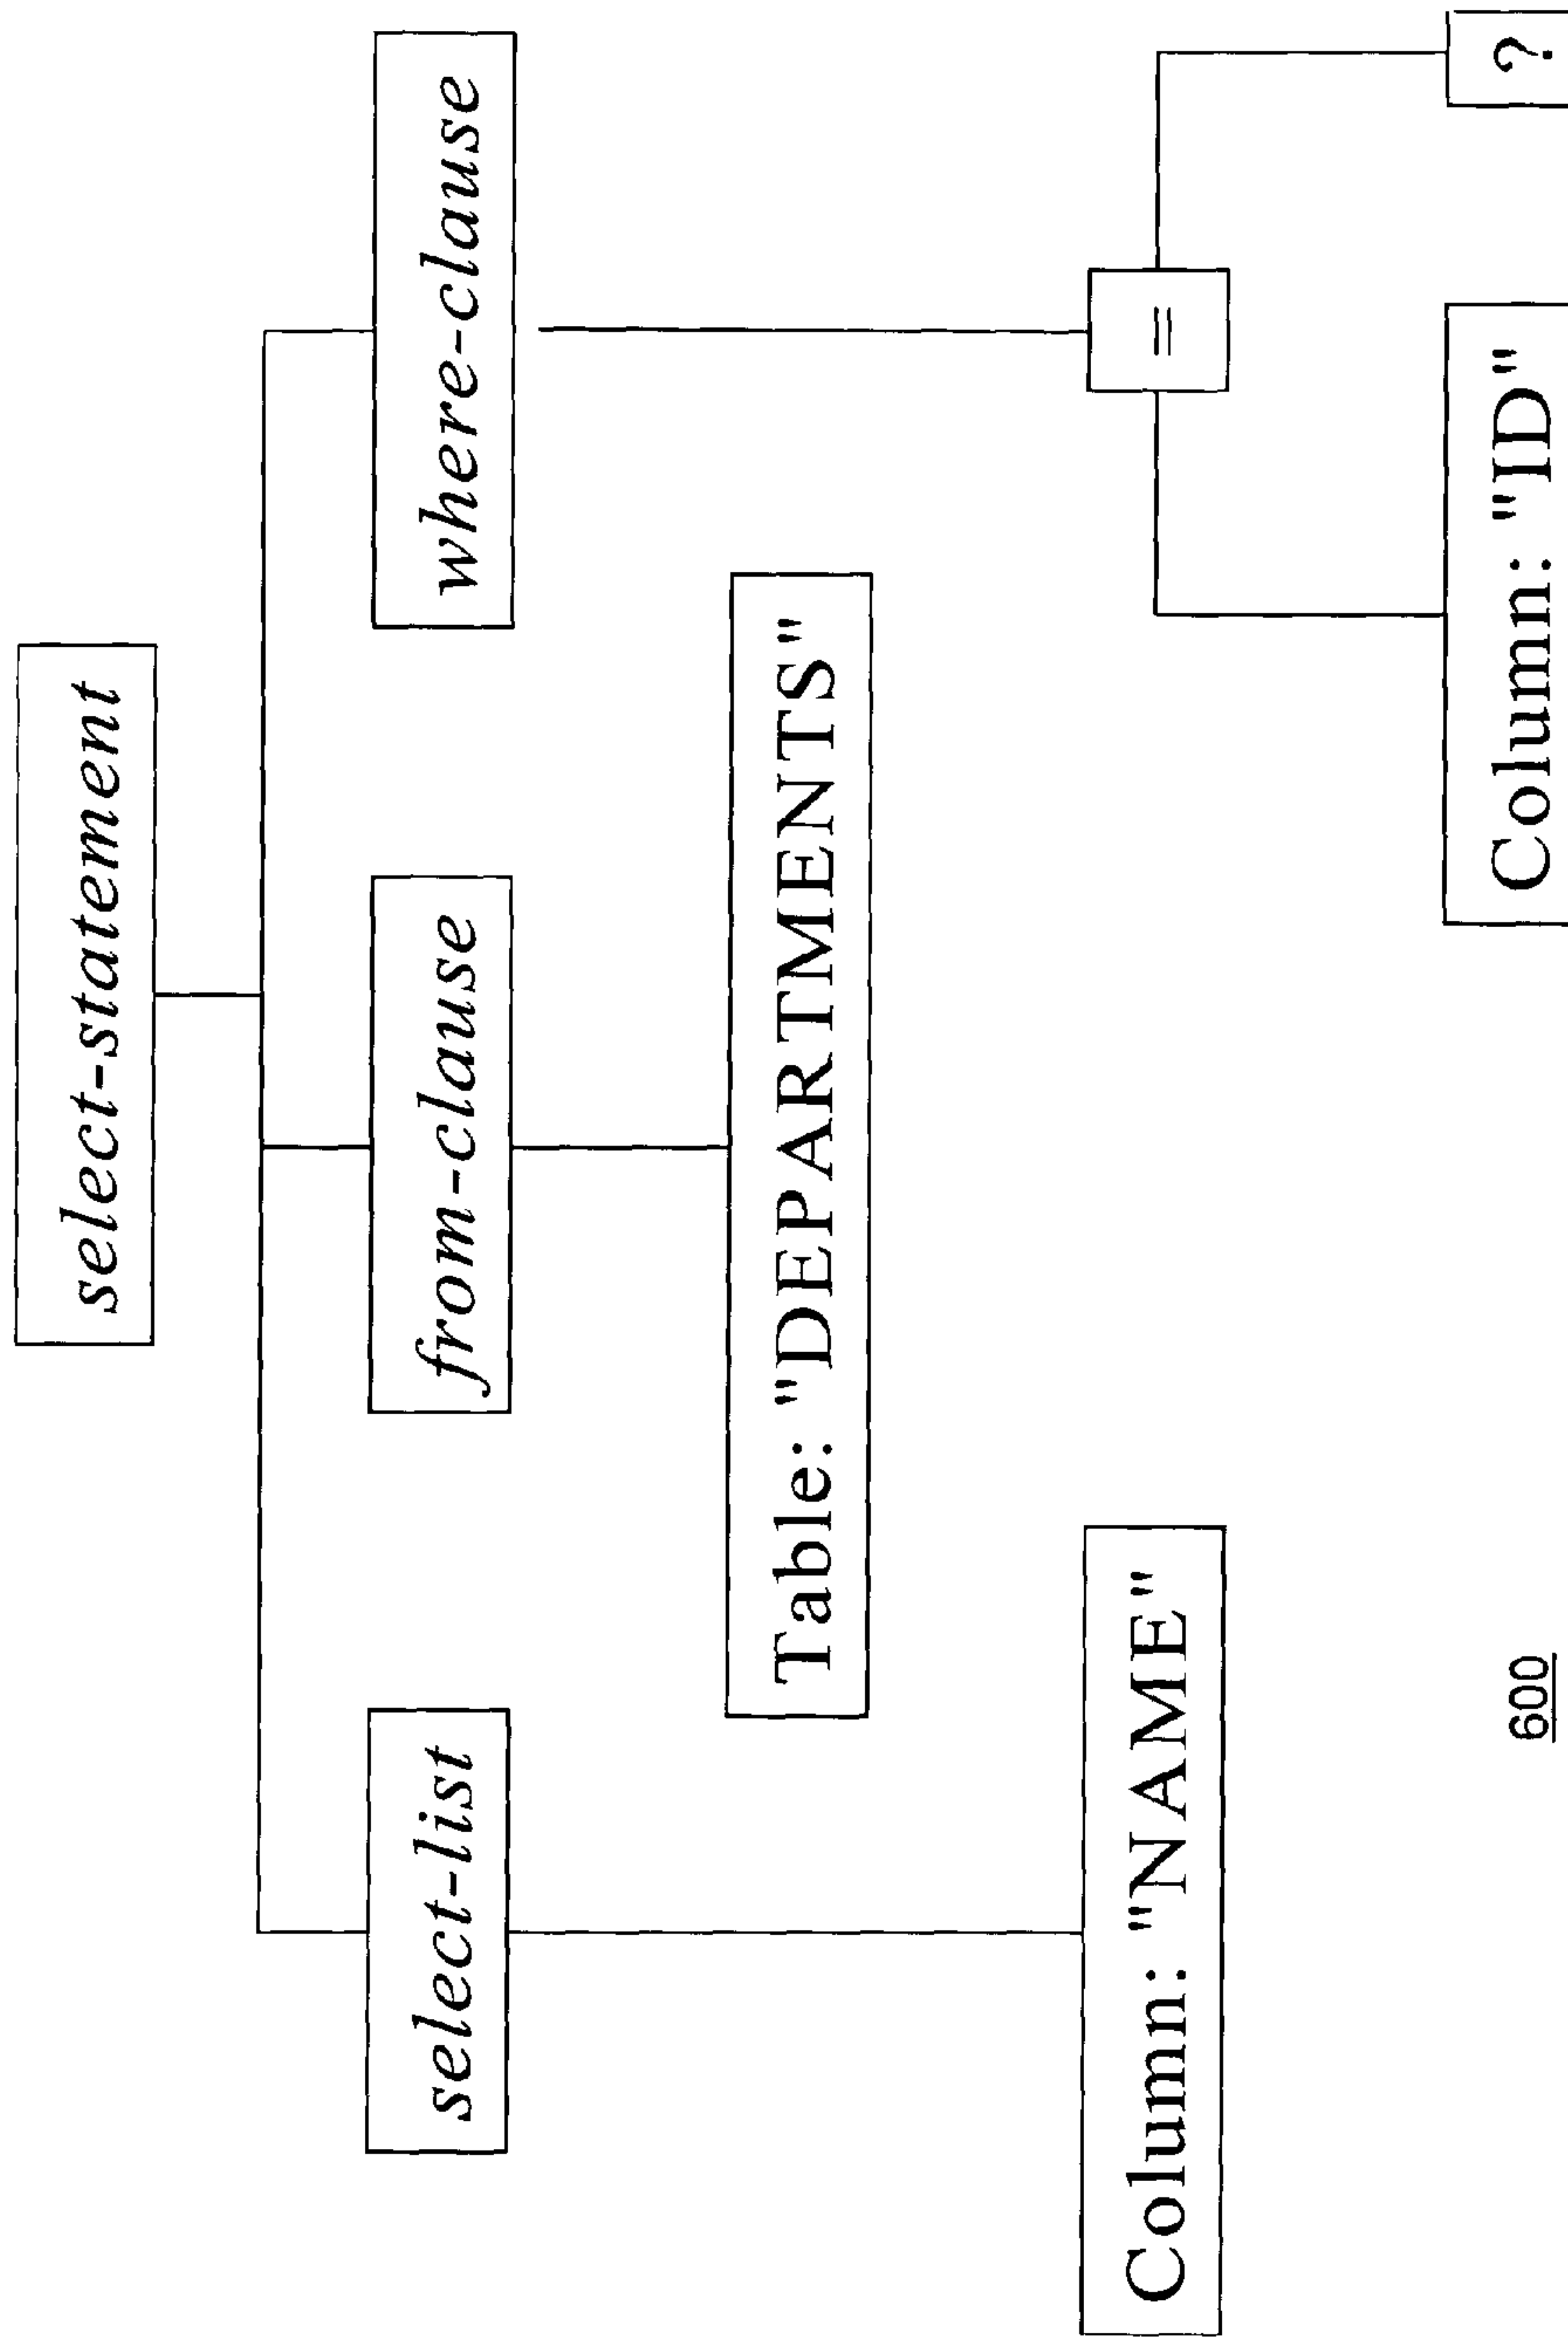 select-statement
select-list
from-clause
where-clause
Table: "DEPARTMENTS"
Column: "NAME"
=
Column: "ID"
?
600